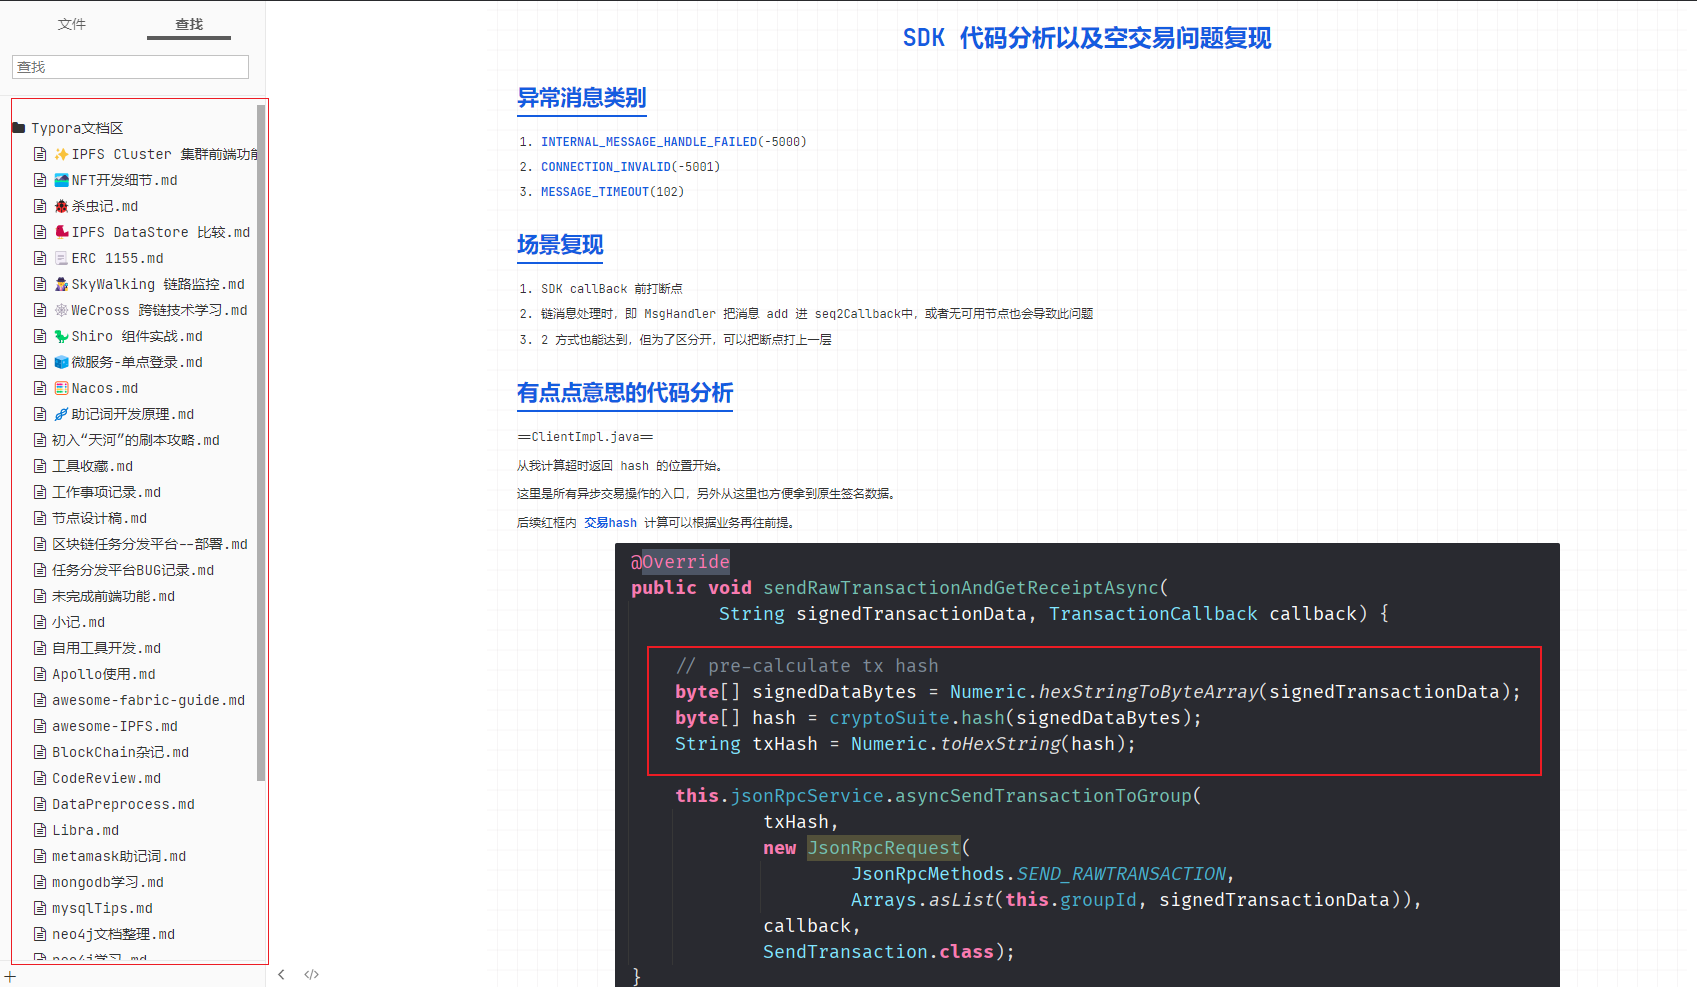 文件
查找
查找
Typora文档区
✨IPFS Cluster 集群前端功能
NFT开发细节.md
🐞杀虫记.md
IPFS DataStore 比较.md
📃ERC 1155.md
SkyWalking 链路监控.md
🕸WeCross 跨链技术学习.md
🦖Shiro 组件实战.md
微服务-单点登录.md
Nacos.md
助记词开发原理.md
初入“天河”的刷本攻略.md
工具收藏.md
工作事项记录.md
节点设计稿.md
区块链任务分发平台--部署.md
任务分发平台BUG记录.md
未完成前端功能.md
小记.md
自用工具开发.md
Apollo使用.md
awesome-fabric-guide.md
awesome-IPFS.md
BlockChain杂记.md
CodeReview.md
DataPreprocess.md
Libra.md
metamask助记词.md
mongodb学习.md
mysqlTips.md
neo4j文档整理.md
neo4j学习.md
SDK 代码分析以及空交易问题复现
异常消息类别
1. INTERNAL_MESSAGE_HANDLE_FAILED(-5000)
2. CONNECTION_INVALID(-5001)
3. MESSAGE_TIMEOUT(102)
场景复现
1. SDK callBack 前打断点
2. 链消息处理时，即 MsgHandler 把消息 add 进 seq2Callback中，或者无可用节点也会导致此问题
3. 2 方式也能达到，但为了区分开，可以把断点打上一层
有点点意思的代码分析
==ClientImpl.java==
从我计算超时返回 hash 的位置开始。
这里是所有异步交易操作的入口，另外从这里也方便拿到原生签名数据。
后续红框内 交易hash 计算可以根据业务再往前提。
@Override
public void sendRawTransactionAndGetReceiptAsync(
String signedTransactionData, TransactionCallback callback) {
// pre-calculate tx hash
byte[] signedDataBytes = Numeric.hexStringToByteArray(signedTransactionData);
byte[] hash = cryptoSuite.hash(signedDataBytes);
String txHash = Numeric.toHexString(hash);
this.jsonRpcService.asyncSendTransactionToGroup(
txHash,
new JsonRpcRequest(
JsonRpcMethods.SEND_RAWTRANSACTION,
Arrays.asList(this.groupId, signedTransactionData)),
callback,
SendTransaction.class);
}